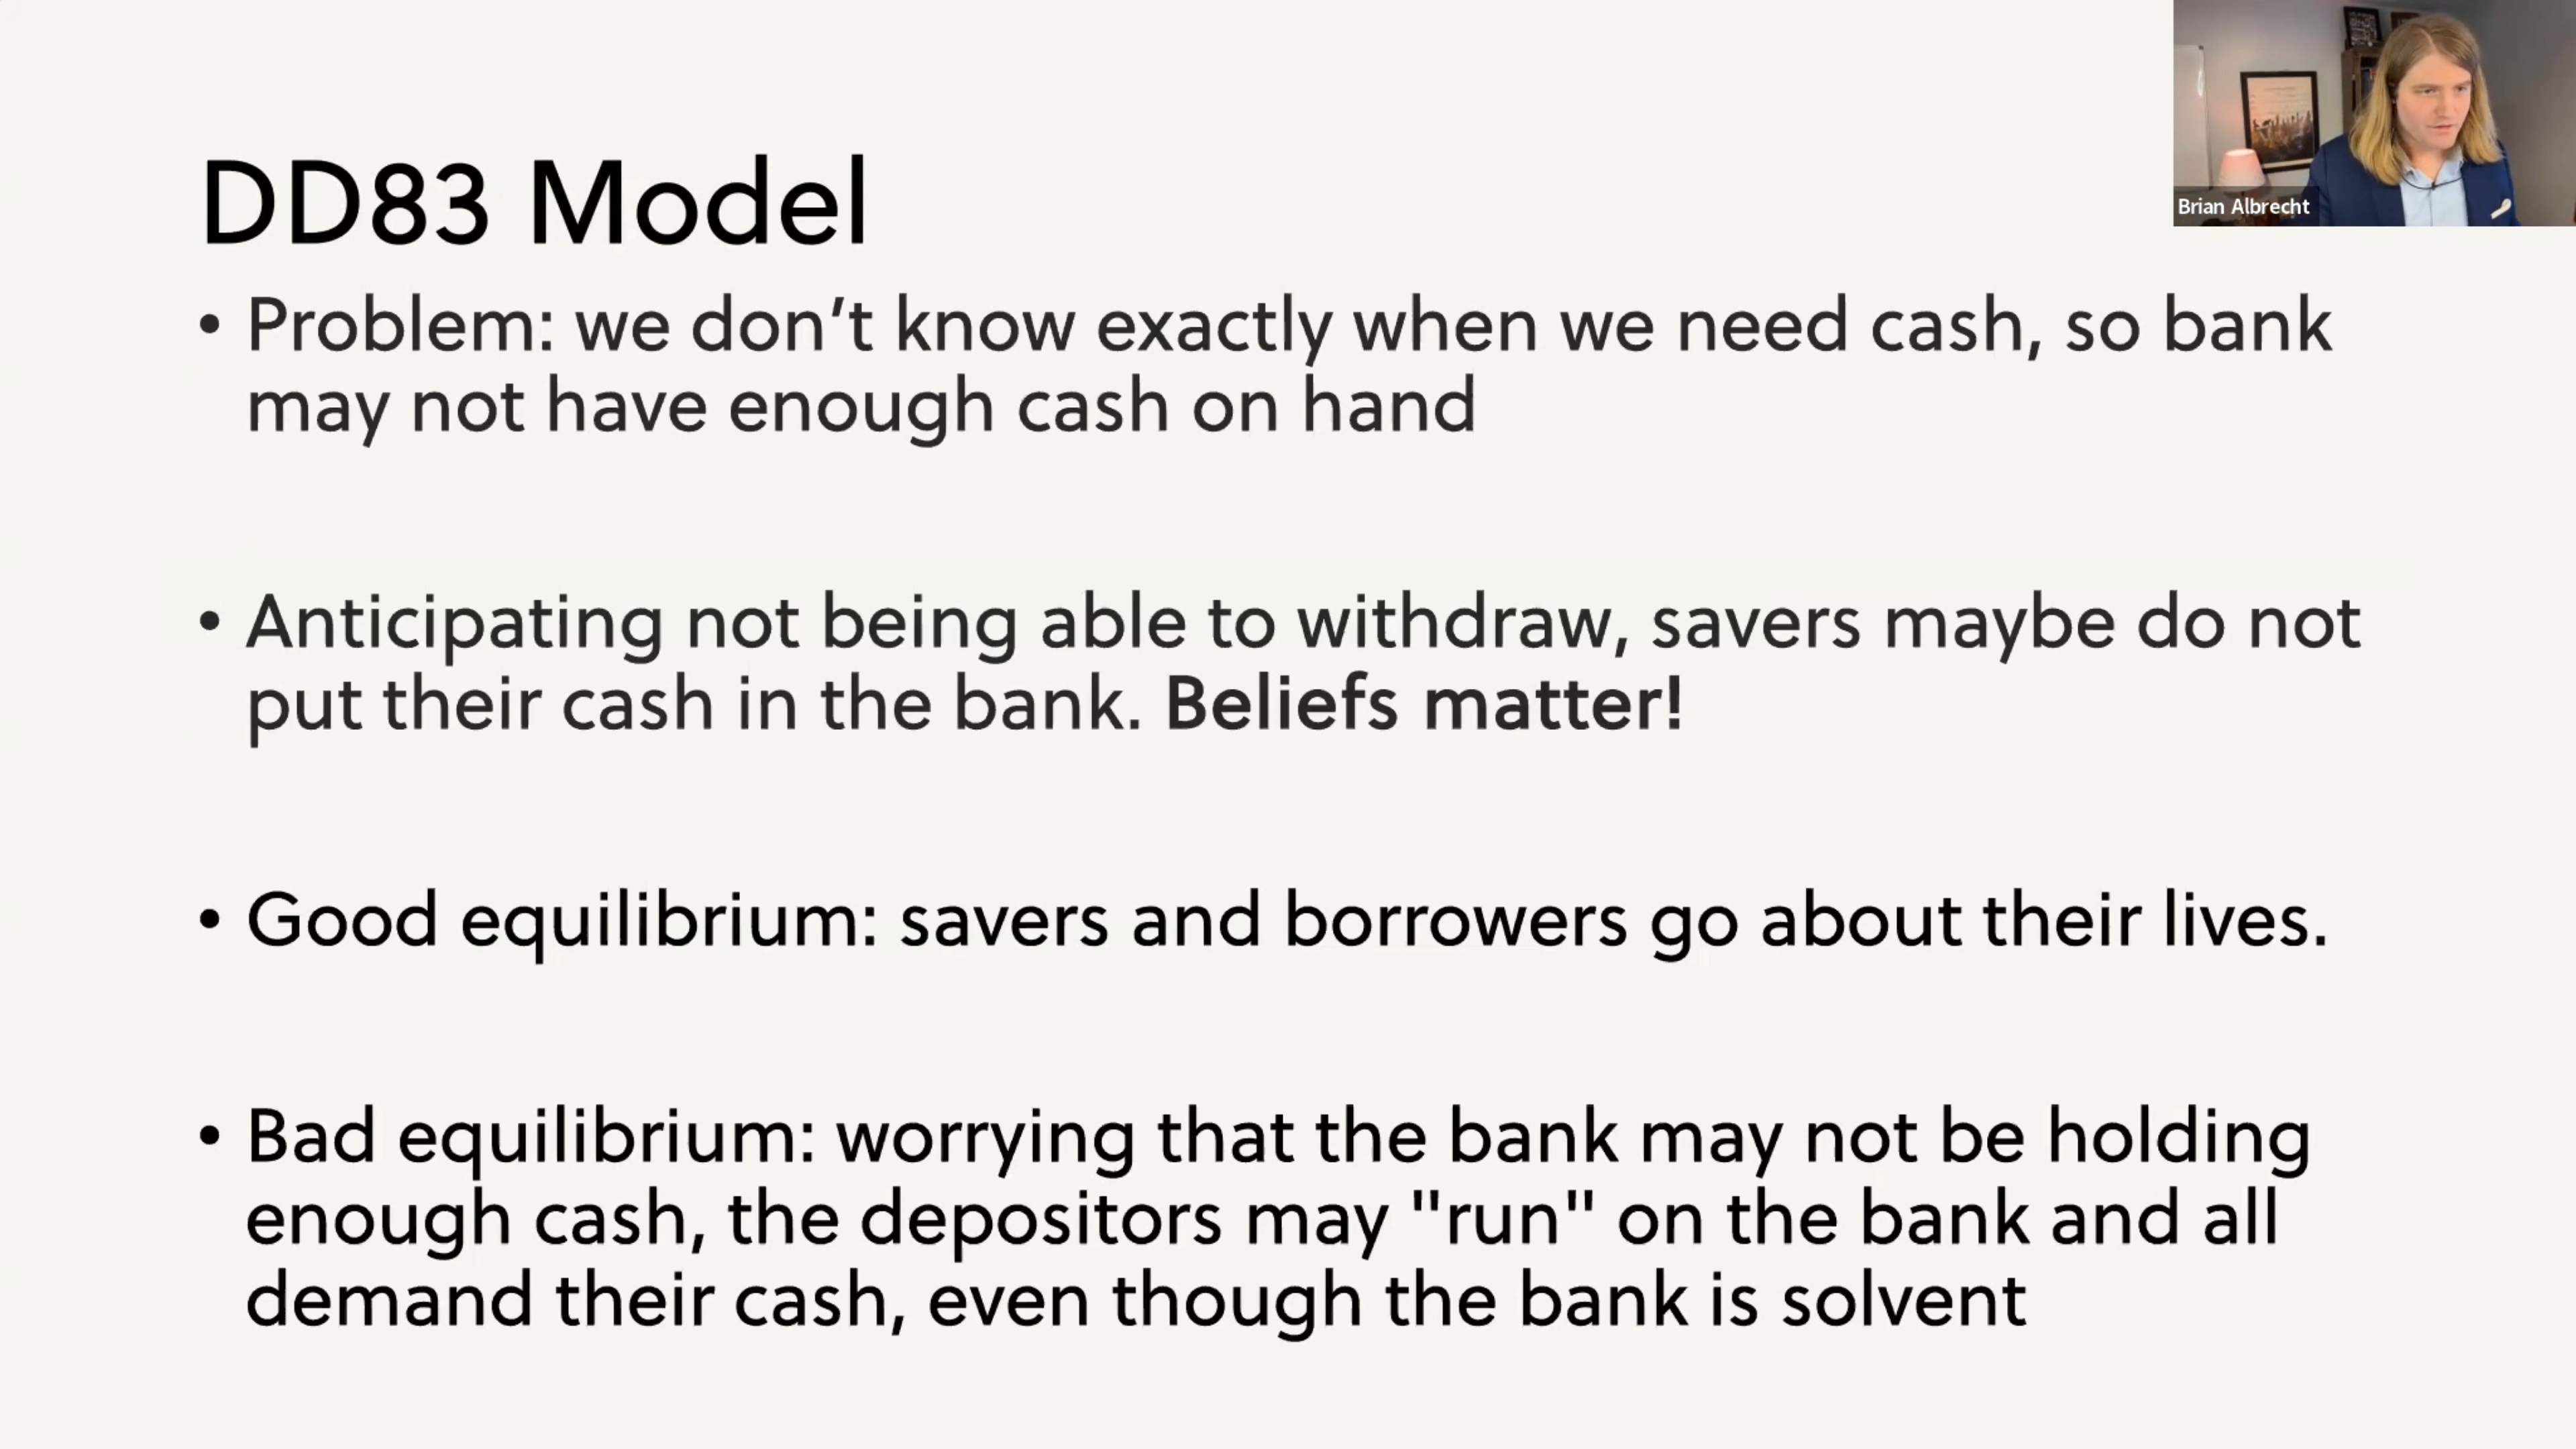 DD83 Model
• Problem: we don’t know exactly when we need cash, so bank
may not have enough cash on hand
• Anticipating not being able to withdraw, savers maybe do not
put their cash in the bank. Beliefs matter!
• Good equilibrium: savers and borrowers go about their lives.
• Bad equilibrium: worrying that the bank may not be holding
enough cash, the depositors may "run" on the bank and all
demand their cash, even though the bank is solvent
Brian Albrecht